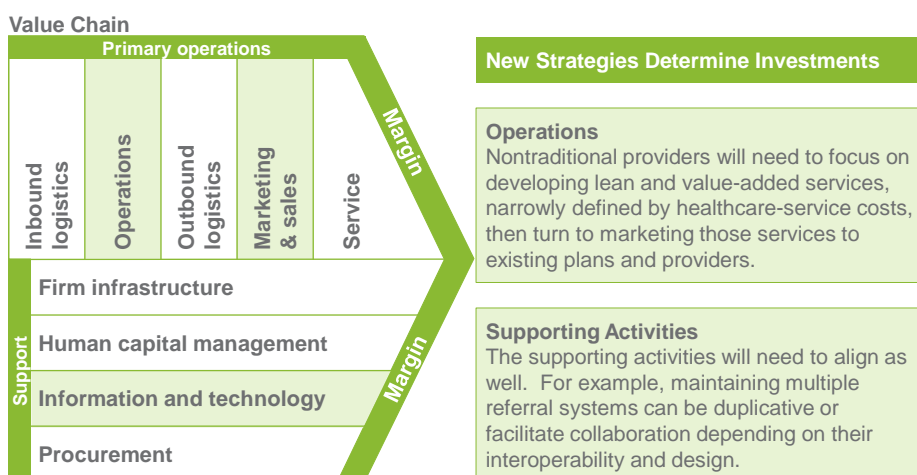 Value Chain
Primary operations
Inbound
logistics
Operations
Outbound
logistics
Marketing
& sales
Service
Margin
Support
Firm infrastructure
Human capital management
Information and technology
Procurement
Margin
New Strategies Determine Investments
Operations
Nontraditional providers will need to focus on
developing lean and value-added services,
narrowly defined by healthcare-service costs,
then turn to marketing those services to
existing plans and providers.
Supporting Activities
The supporting activities will need to align as
well.  For example, maintaining multiple
referral systems can be duplicative or
facilitate collaboration depending on their
interoperability and design.